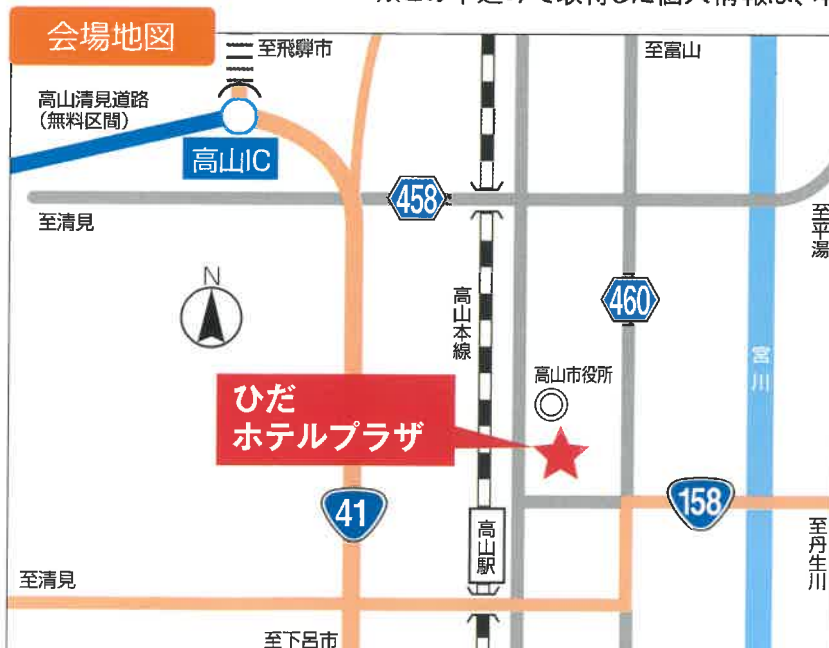 会場地図
至飛騨市
至富山
高山清見道路
(無料区間)
高山IC
458
至清見
至平湯
N
高山本線
460
宮川
高山市役所
ひだ
ホテルプラザ
41
158
高山駅
至丹生川
至清見
至下呂市